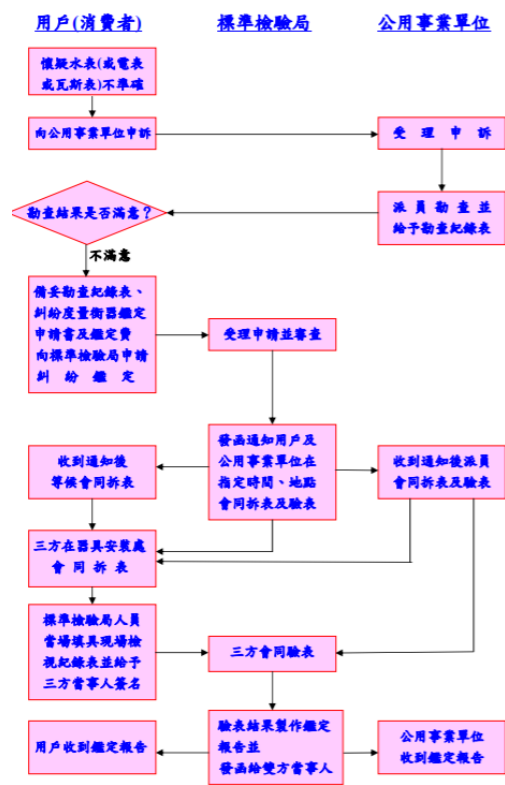 用戶(消費者)
標準檢驗局
公用事業單位
懷疑水表(或電表
或瓦斯表)不準確
向公用事業單位申訴
受理申訴
派員勘查並
給予勘查紀錄表
勘查結果是否滿意？
不滿意
備妥勘查紀錄表、
糾紛度量衡器鑑定
申請書及鑑定費
向標準檢驗局申請
糾紛鑑定
受理申請並審查
發函通知用戶及
公用事業單位在
指定時間、地點
會同拆表及驗表
收到通知後
等候會同拆表
收到通知後派員
會同拆表及驗表
三方在器具安裝處
會同拆表
標準檢驗局人員
當場填具現場檢
視紀錄表並給予
三方當事人簽名
三方會同驗表
驗表結果製作鑑定
報告並
發函給雙方當事人
用戶收到鑑定報告
公用事業單位
收到鑑定報告